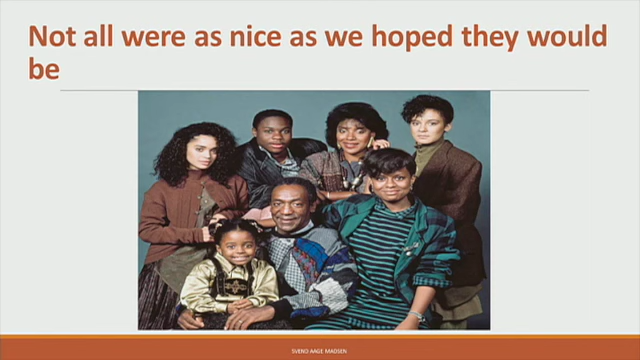 Not all were as nice as we hoped they would
be
SVEND AAGE MADSEN